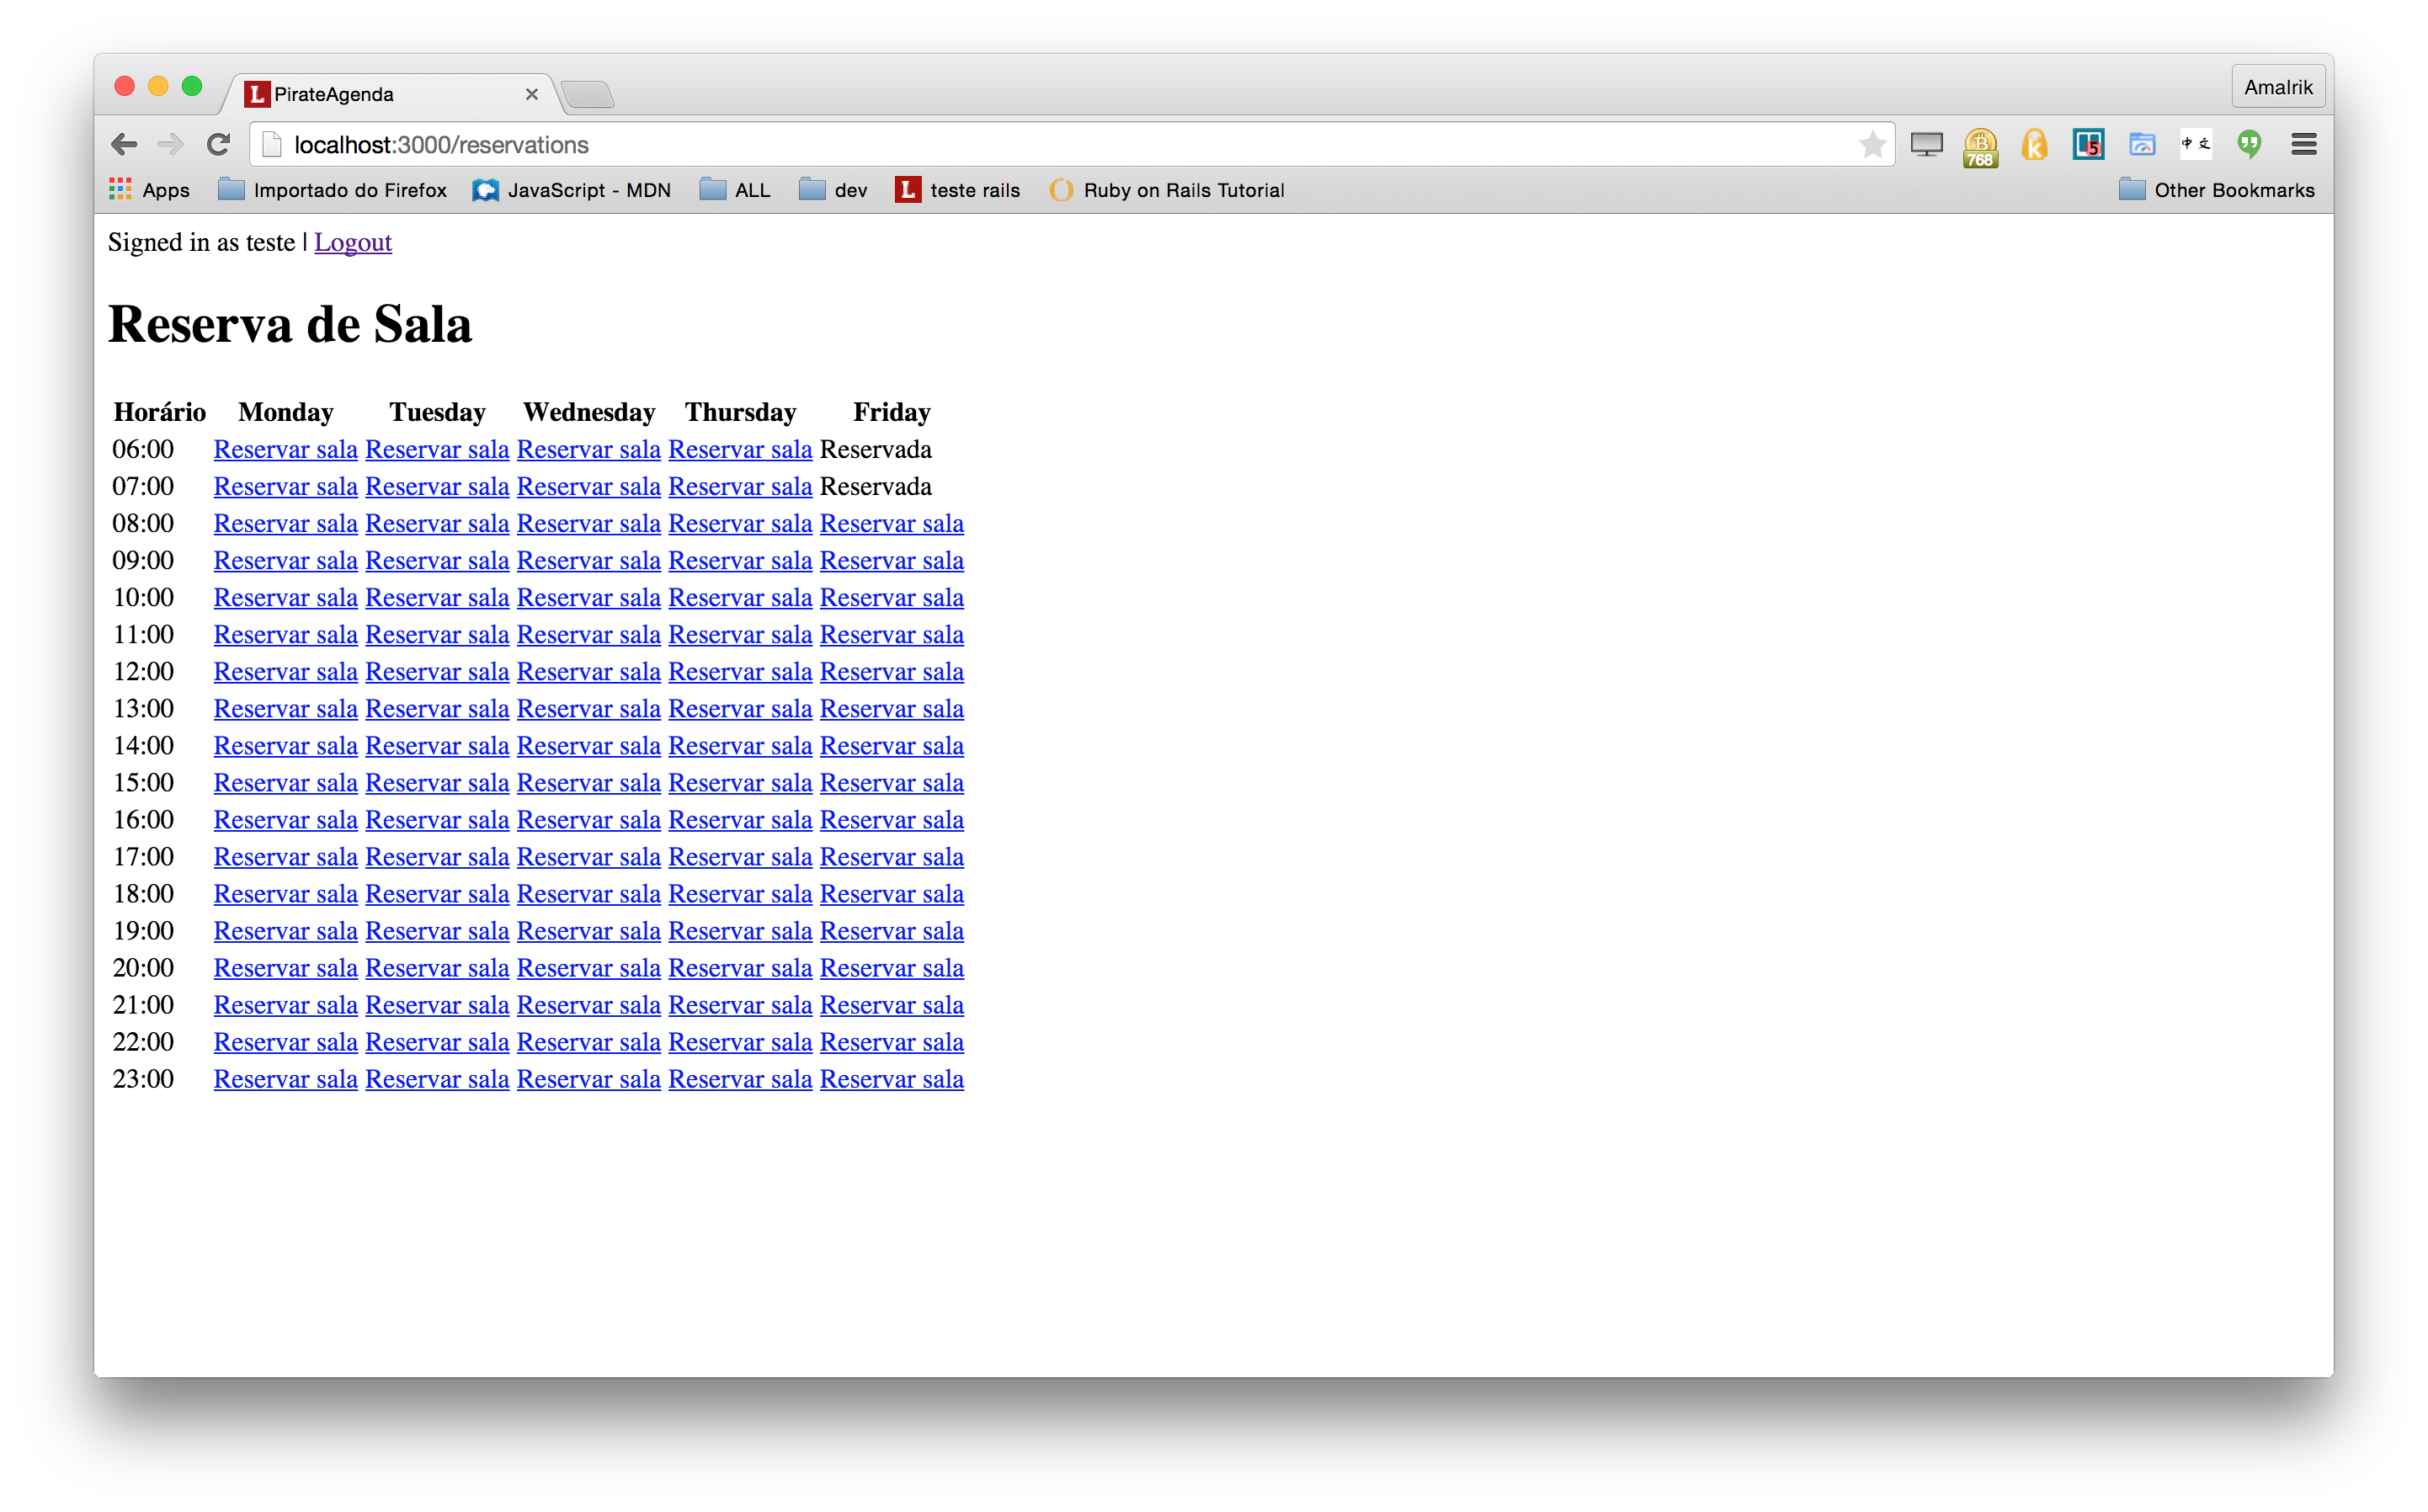 L PirateAgenda × Amalrik
localhost:3000/reservations 768 k 5 中文
Apps Importado do Firefox JavaScript - MDN ALL dev L teste rails Ruby on Rails Tutorial Other Bookmarks
Signed in as teste | Logout
Reserva de Sala
Horário Monday Tuesday Wednesday Thursday Friday
06:00 Reservar sala Reservar sala Reservar sala Reservar sala Reservada
07:00 Reservar sala Reservar sala Reservar sala Reservar sala Reservada
08:00 Reservar sala Reservar sala Reservar sala Reservar sala Reservar sala
09:00 Reservar sala Reservar sala Reservar sala Reservar sala Reservar sala
10:00 Reservar sala Reservar sala Reservar sala Reservar sala Reservar sala
11:00 Reservar sala Reservar sala Reservar sala Reservar sala Reservar sala
12:00 Reservar sala Reservar sala Reservar sala Reservar sala Reservar sala
13:00 Reservar sala Reservar sala Reservar sala Reservar sala Reservar sala
14:00 Reservar sala Reservar sala Reservar sala Reservar sala Reservar sala
15:00 Reservar sala Reservar sala Reservar sala Reservar sala Reservar sala
16:00 Reservar sala Reservar sala Reservar sala Reservar sala Reservar sala
17:00 Reservar sala Reservar sala Reservar sala Reservar sala Reservar sala
18:00 Reservar sala Reservar sala Reservar sala Reservar sala Reservar sala
19:00 Reservar sala Reservar sala Reservar sala Reservar sala Reservar sala
20:00 Reservar sala Reservar sala Reservar sala Reservar sala Reservar sala
21:00 Reservar sala Reservar sala Reservar sala Reservar sala Reservar sala
22:00 Reservar sala Reservar sala Reservar sala Reservar sala Reservar sala
23:00 Reservar sala Reservar sala Reservar sala Reservar sala Reservar sala